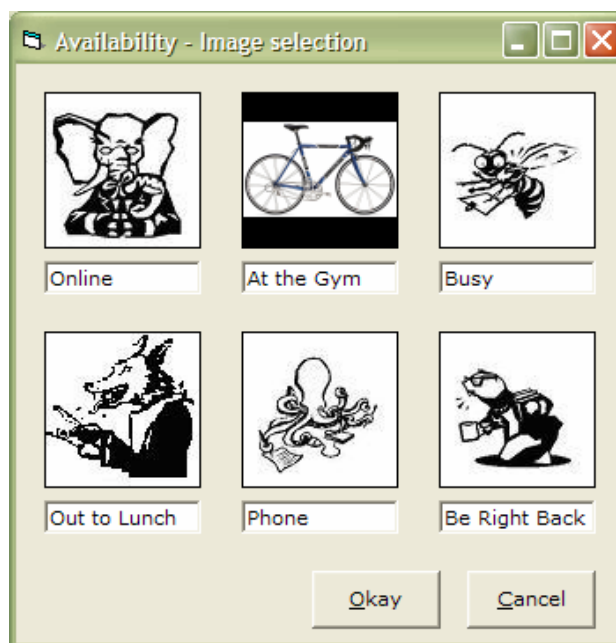 Availability - Image selection
Online
At the Gym
Busy
Out to Lunch
Phone
Be Right Back
Okay
Cancel